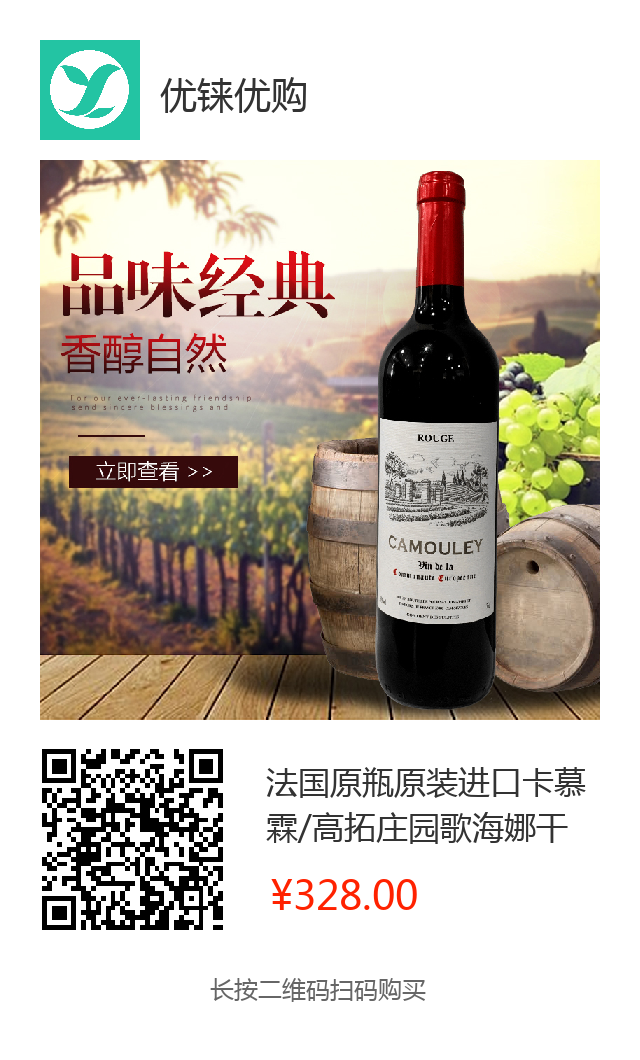 优铼优购
品味经典
香醇自然
For our ever-lasting friendship
send sincere blessings and
立即查看 >>
ROUGE
CAMOULEY
Vin de la
法国原瓶原装进口卡慕
霖/高拓庄园歌海娜干
¥328.00
长按二维码扫码购买